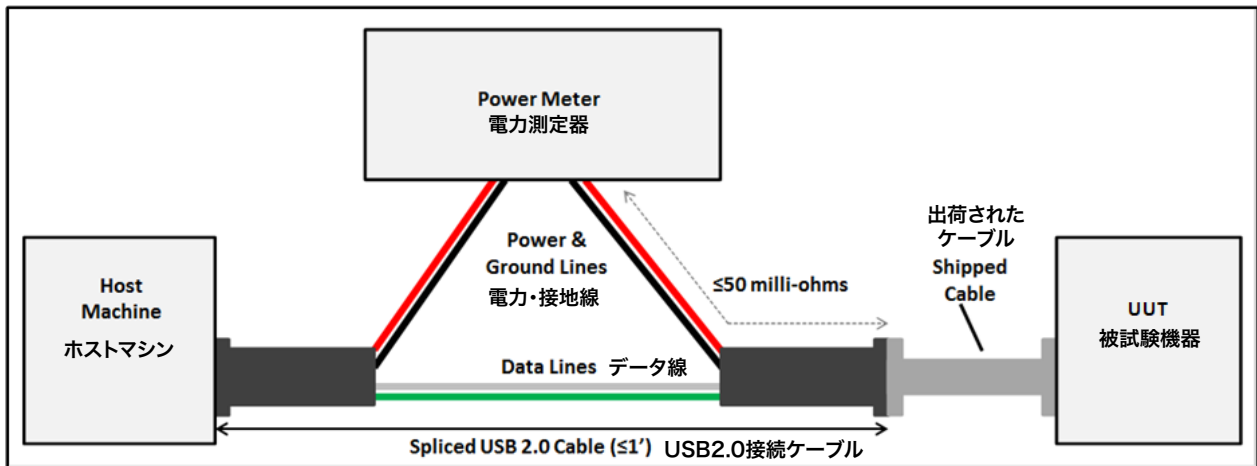 Power Meter
電力測定器
Host
Machine
ホストマシン
Power &
Ground Lines
電力・接地線
≤50 milli-ohms
出荷された
ケーブル
Shipped
Cable
UUT
被試験機器
Data Lines データ線
Spliced USB 2.0 Cable (≤1′) USB2.0接続ケーブル